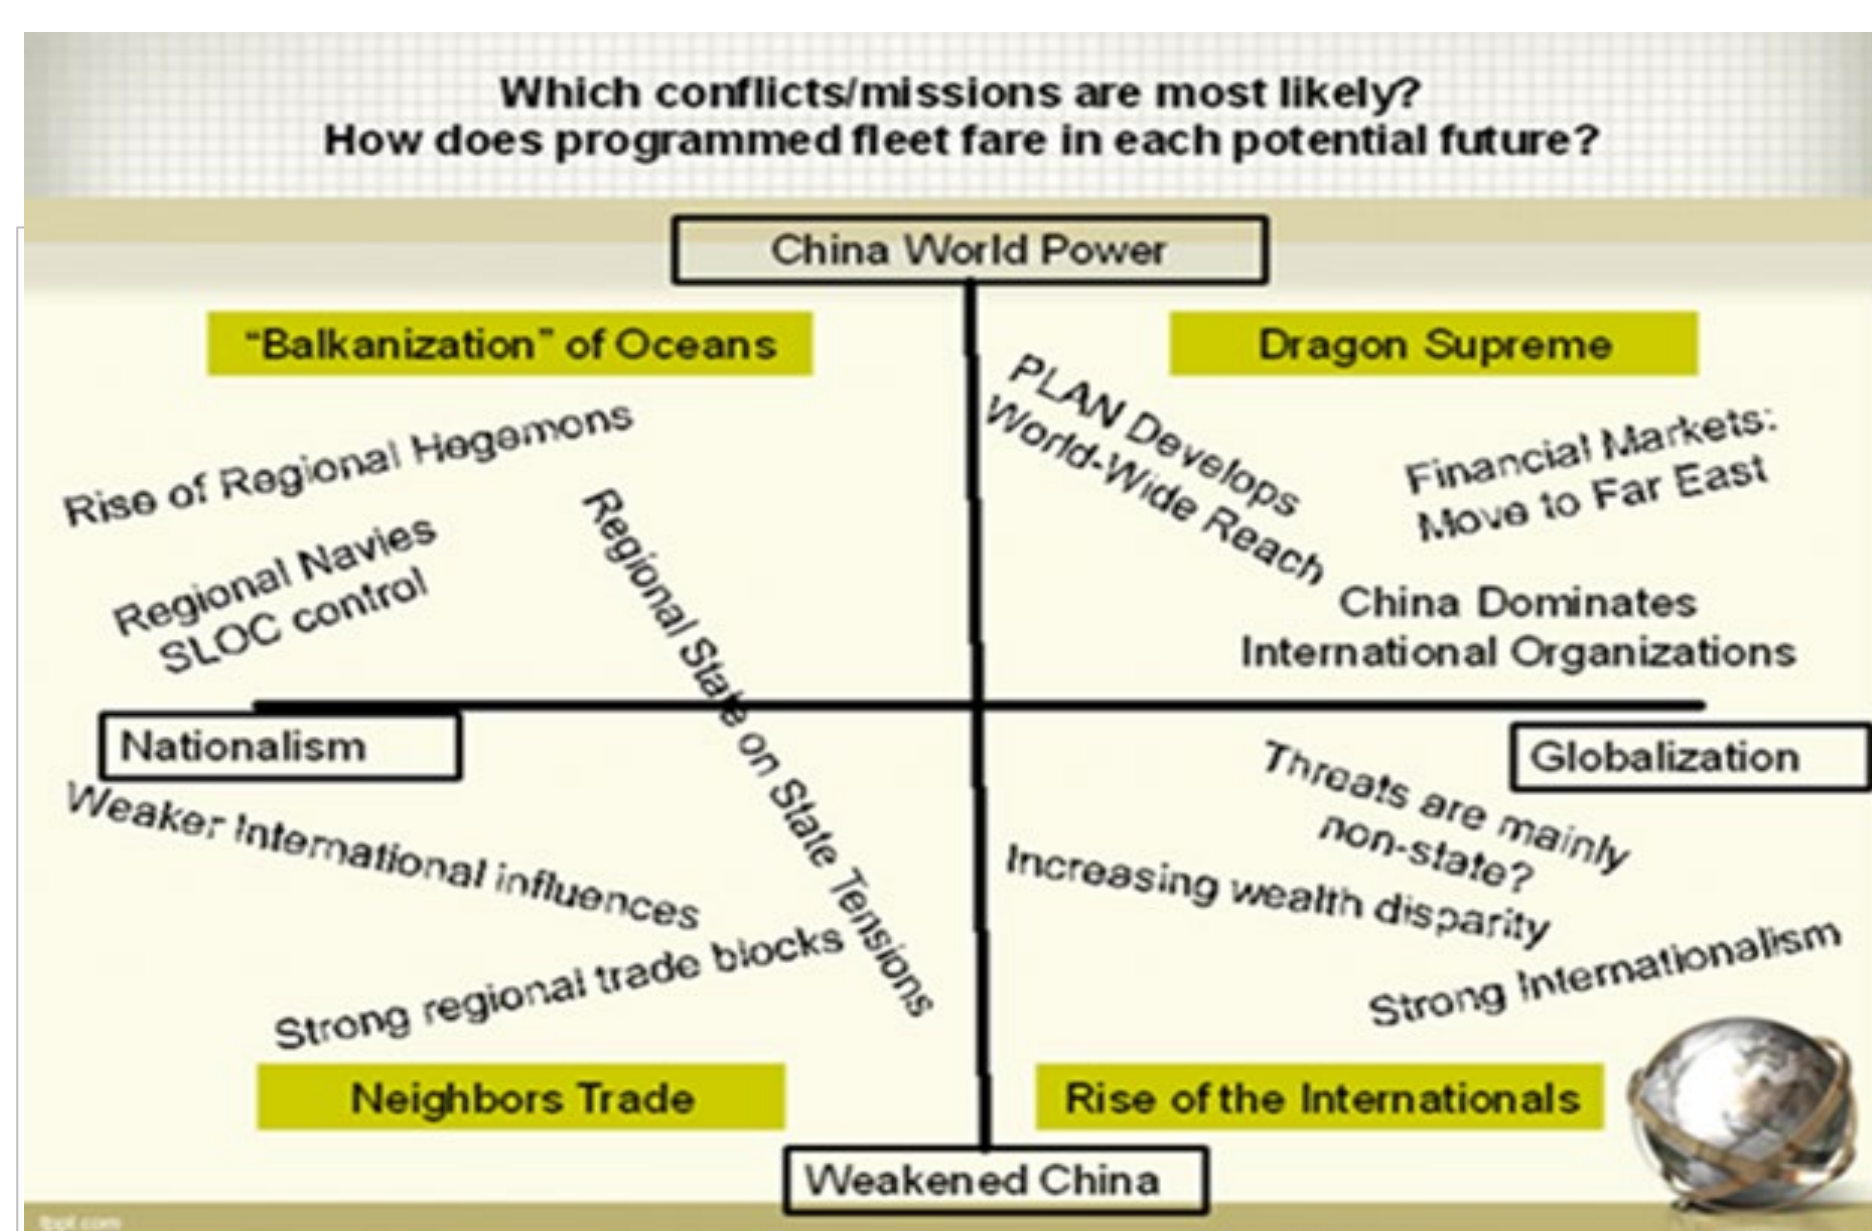 Which conflicts/missions are most likely?
How does programmed fleet fare in each potential future?
China World Power
“Balkanization” of Oceans
Dragon Supreme
Rise of Regional Hegemons
Regional Navies
SLOC control
Regional State on State Tensions
PLAN Develops
World-Wide Reach
Financial Markets:
Move to Far East
China Dominates
International Organizations
Nationalism
Globalization
Weaker International influences
Strong regional trade blocks
Threats are mainly
non-state?
Increasing wealth disparity
Strong Internationalism
Neighbors Trade
Rise of the Internationals
Weakened China
fppt.com